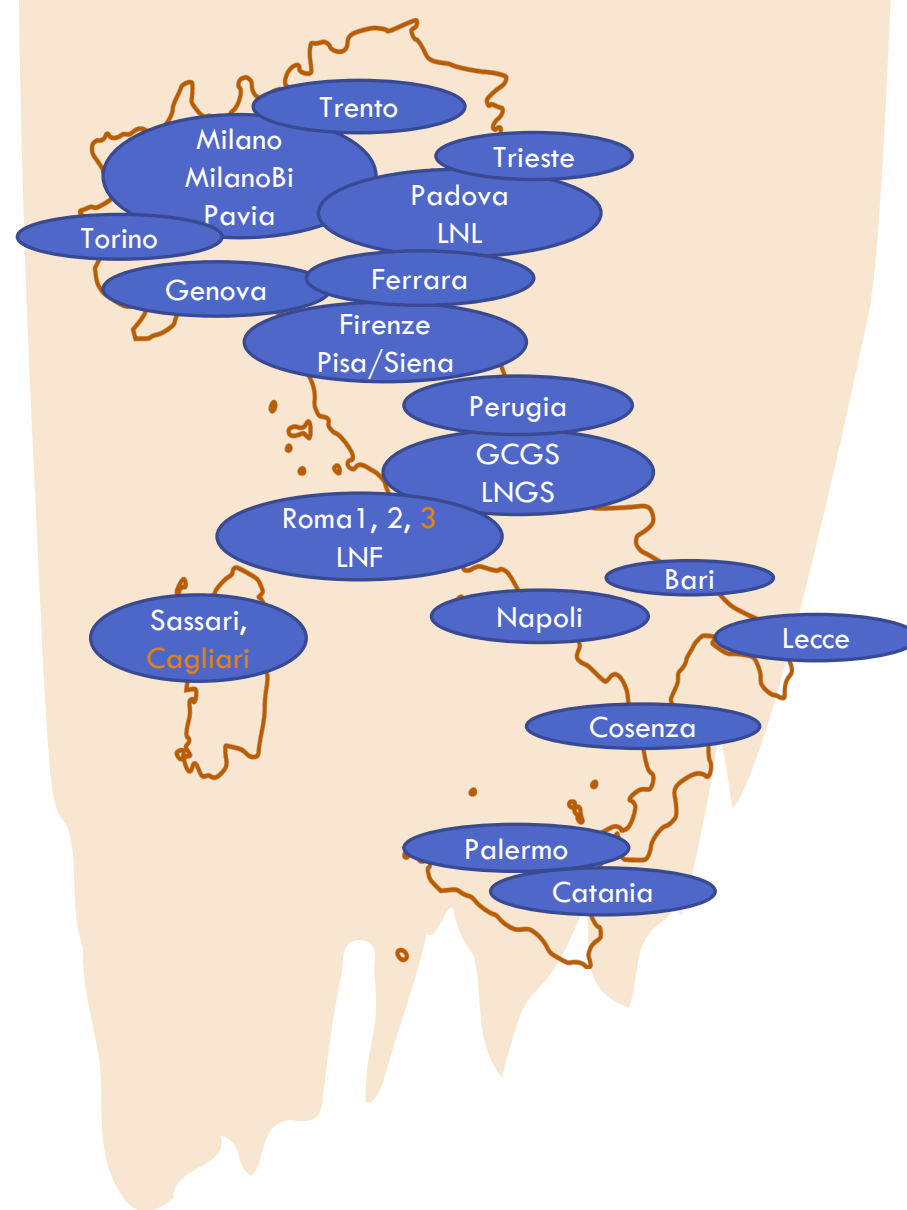 Trento
Milano
MilanoBi
Pavia
Trieste
Padova
LNL
Torino
Genova
Ferrara
Firenze
Pisa/Siena
Perugia
GCGS
LNGS
Roma1, 2, 3
LNF
Bari
Sassari,
Cagliari
Napoli
Lecce
Cosenza
Palermo
Catania